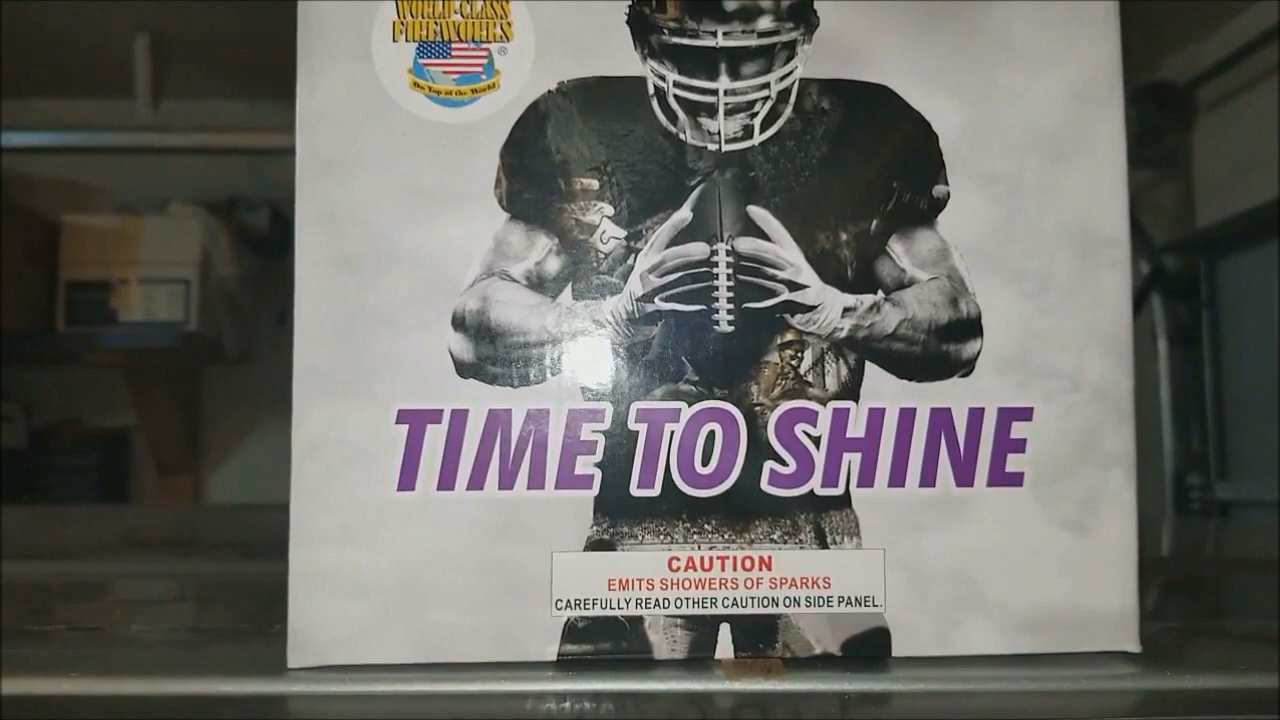 WORLD-CLASS
FIREWORKS
®
On Top of the World
TIME TO SHINE
CAUTION
EMITS SHOWERS OF SPARKS
CAREFULLY READ OTHER CAUTION ON SIDE PANEL.